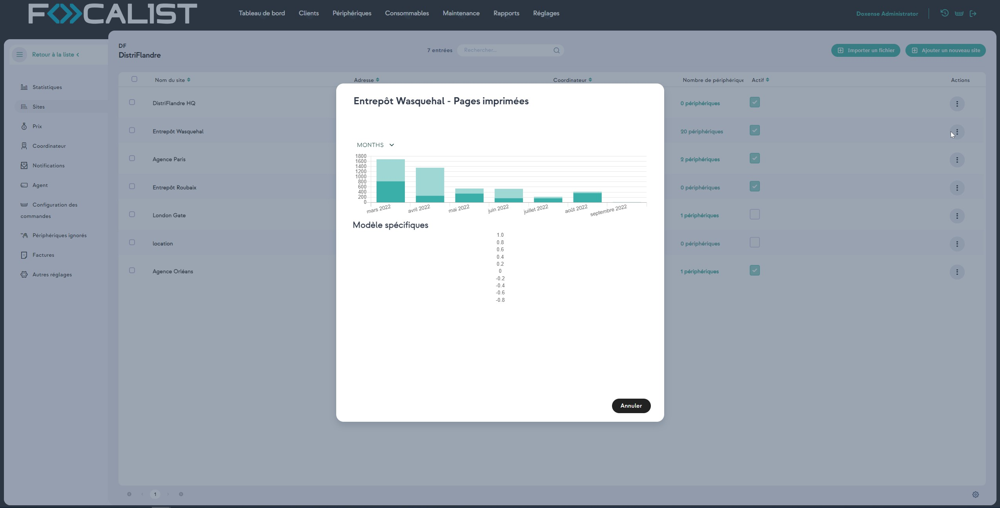 FOCALIST
Tableau de bord
Clients
Périphériques
Consommables
Maintenance
Rapports
Réglages
Doxense Administrator
Retour à la liste <
DF
DistriFlandre
7 entrées
Rechercher...
Importer un fichier
Ajouter un nouveau site
Statistiques
Sites
Prix
Coordinateur
Notifications
Agent
Configuration des
commandes
Périphériques ignorés
Factures
Autres réglages
Nom du site
Adresse
Coordinateur
Nombre de périphérique
Actif
Actions
DistriFlandre HQ
0 périphériques
Entrepôt Wasquehal
20 périphériques
Agence Paris
2 périphériques
Entrepôt Roubaix
0 périphériques
London Gate
1 périphériques
location
0 périphériques
Agence Orléans
1 périphériques
Entrepôt Wasquehal - Pages imprimées
MONTHS
1800
1600
1400
1200
1000
800
600
400
200
0
mars 2022
avril 2022
mai 2022
juin 2022
juillet 2022
août 2022
septembre 2022
Modèle spécifiques
1.0
0.8
0.6
0.4
0.2
0
-0.2
-0.4
-0.6
-0.8
Annuler
1